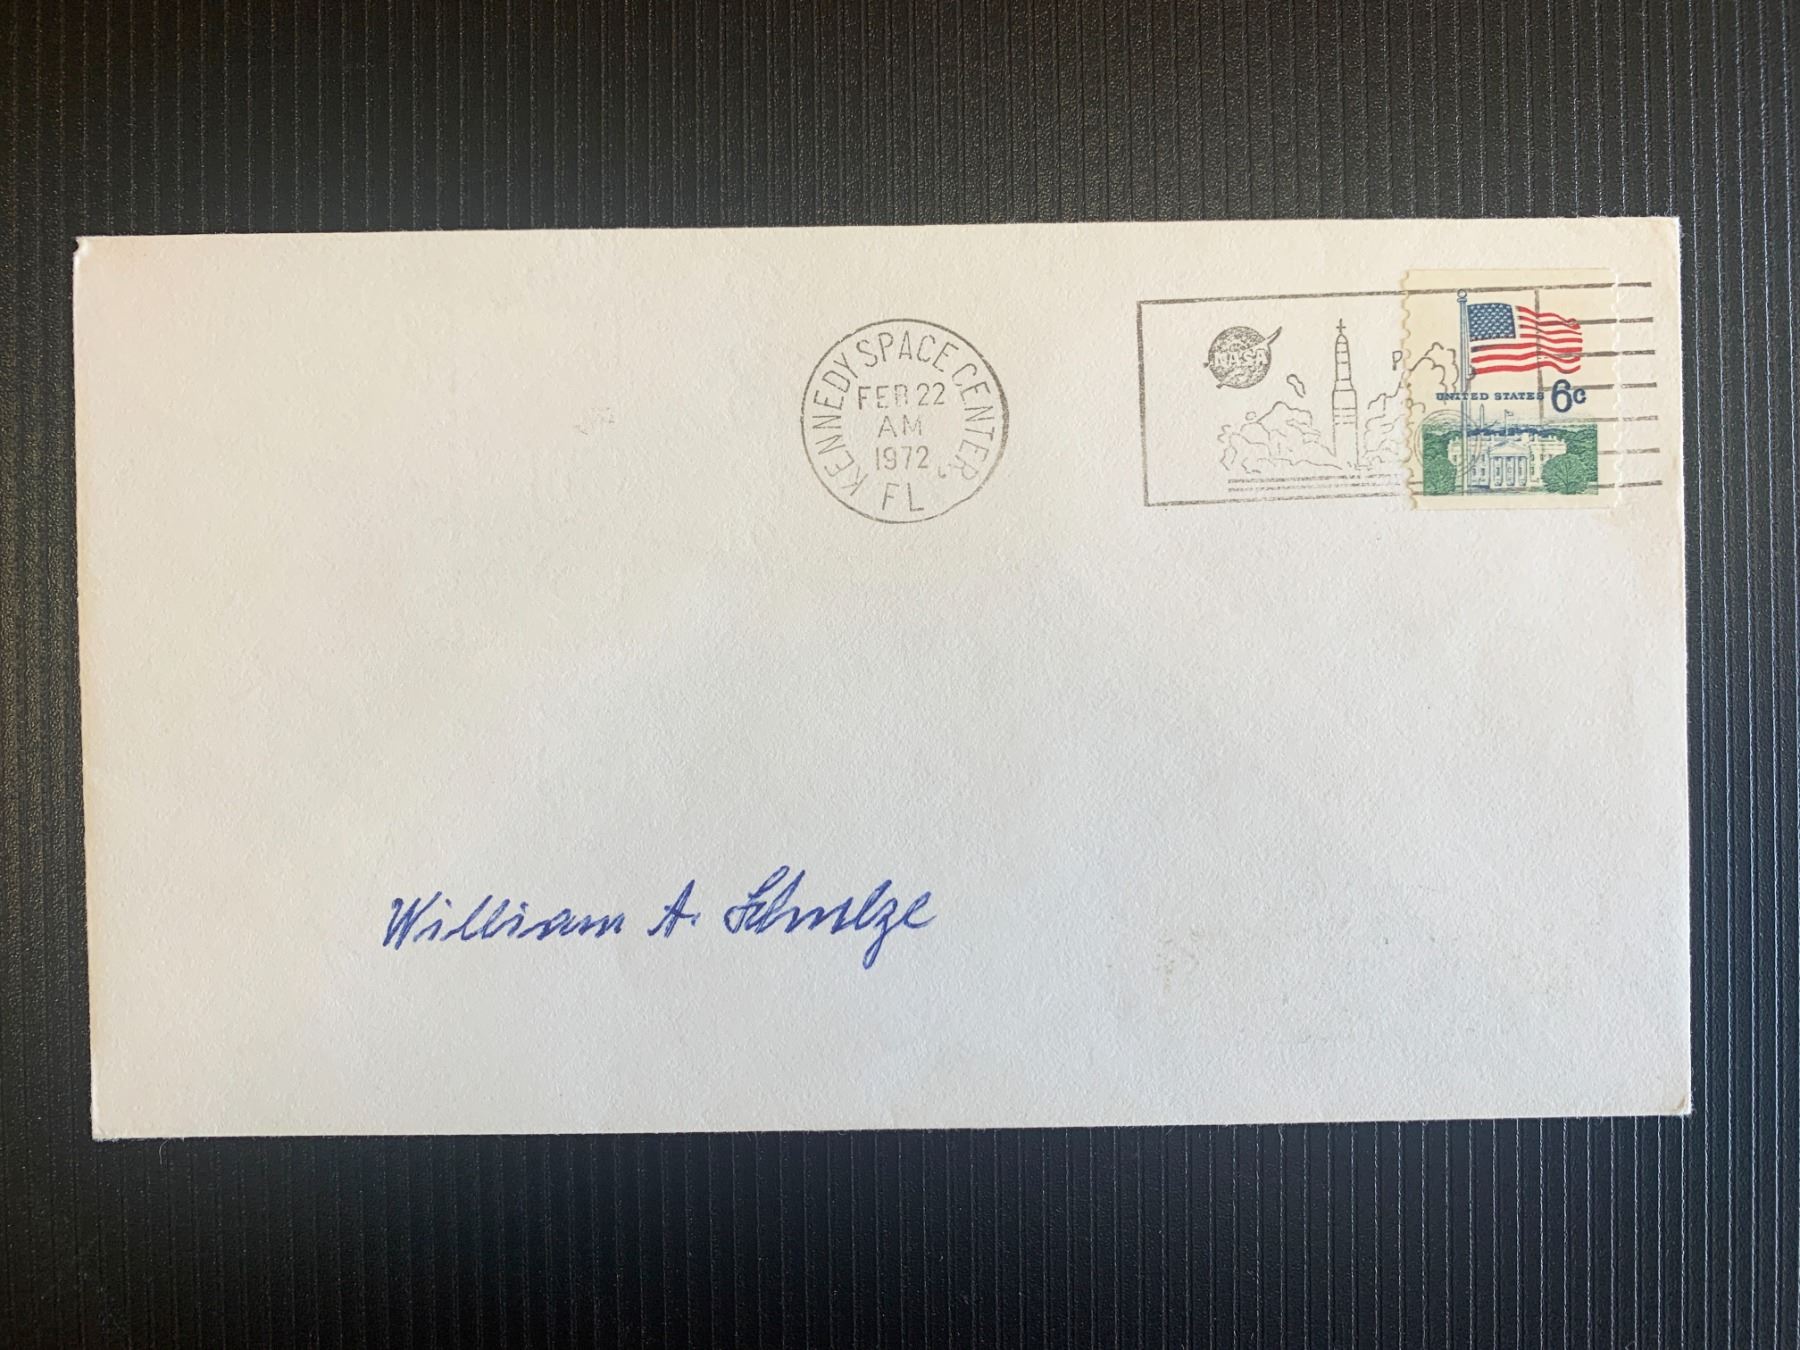 KENNEDY SPACE CENTER
FEB 22
AM
1972
FL
NASA
P
UNITED STATES 6c
William A. Schulze